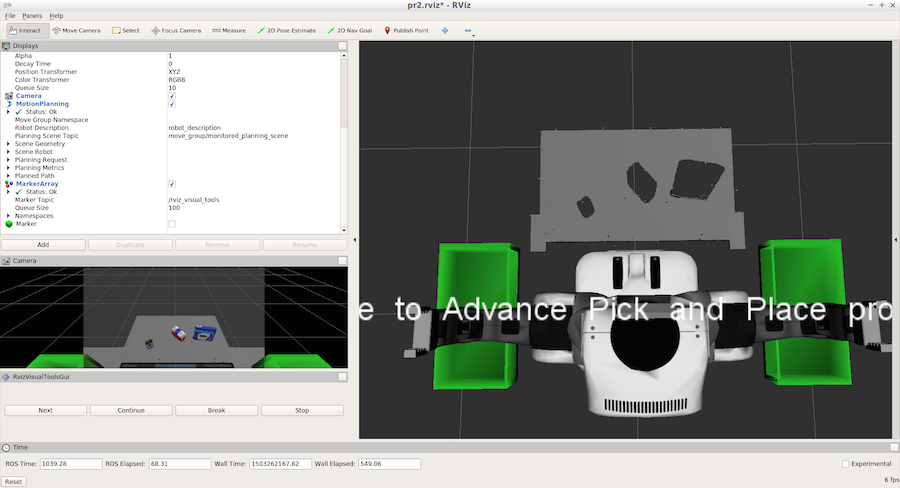 pr2.rviz* - RViz
File Panels Help
Interact Move Camera Select Focus Camera Measure 2D Pose Estimate 2D Nav Goal Publish Point
Displays
Alpha 1
Decay Time 0
Position Transformer XYZ
Color Transformer RGB8
Queue Size 10
Camera
MotionPlanning
Status: Ok
Move Group Namespace
Robot Description robot_description
Planning Scene Topic move_group/monitored_planning_scene
Scene Geometry
Scene Robot
Planning Request
Planning Metrics
Planned Path
MarkerArray
Status: Ok
Marker Topic /rviz_visual_tools
Queue Size 100
Namespaces
Marker
Add Duplicate Remove Rename
Camera
e to Advance Pick and Place pro
RvizVisualToolsGui
Next Continue Break Stop
Time
ROS Time: 1039.28 ROS Elapsed: 68.31 Wall Time: 1503262167.62 Wall Elapsed: 549.06 Experimental
Reset 6 fps